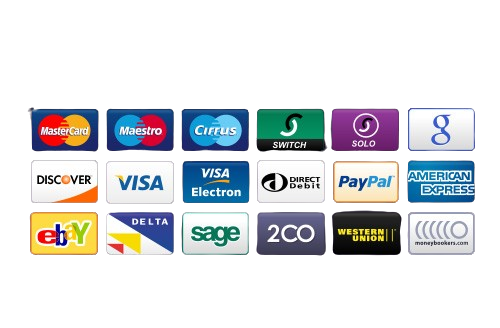 MasterCard
Maestro
Cirrus
SWITCH
SOLO
g
DISCOVER
VISA
VISA
Electron
DIRECT
Debit
PayPal
AMERICAN
EXPRESS
ebaY
DELTA
sage
2CO
WESTERN
UNION
moneybookers.com